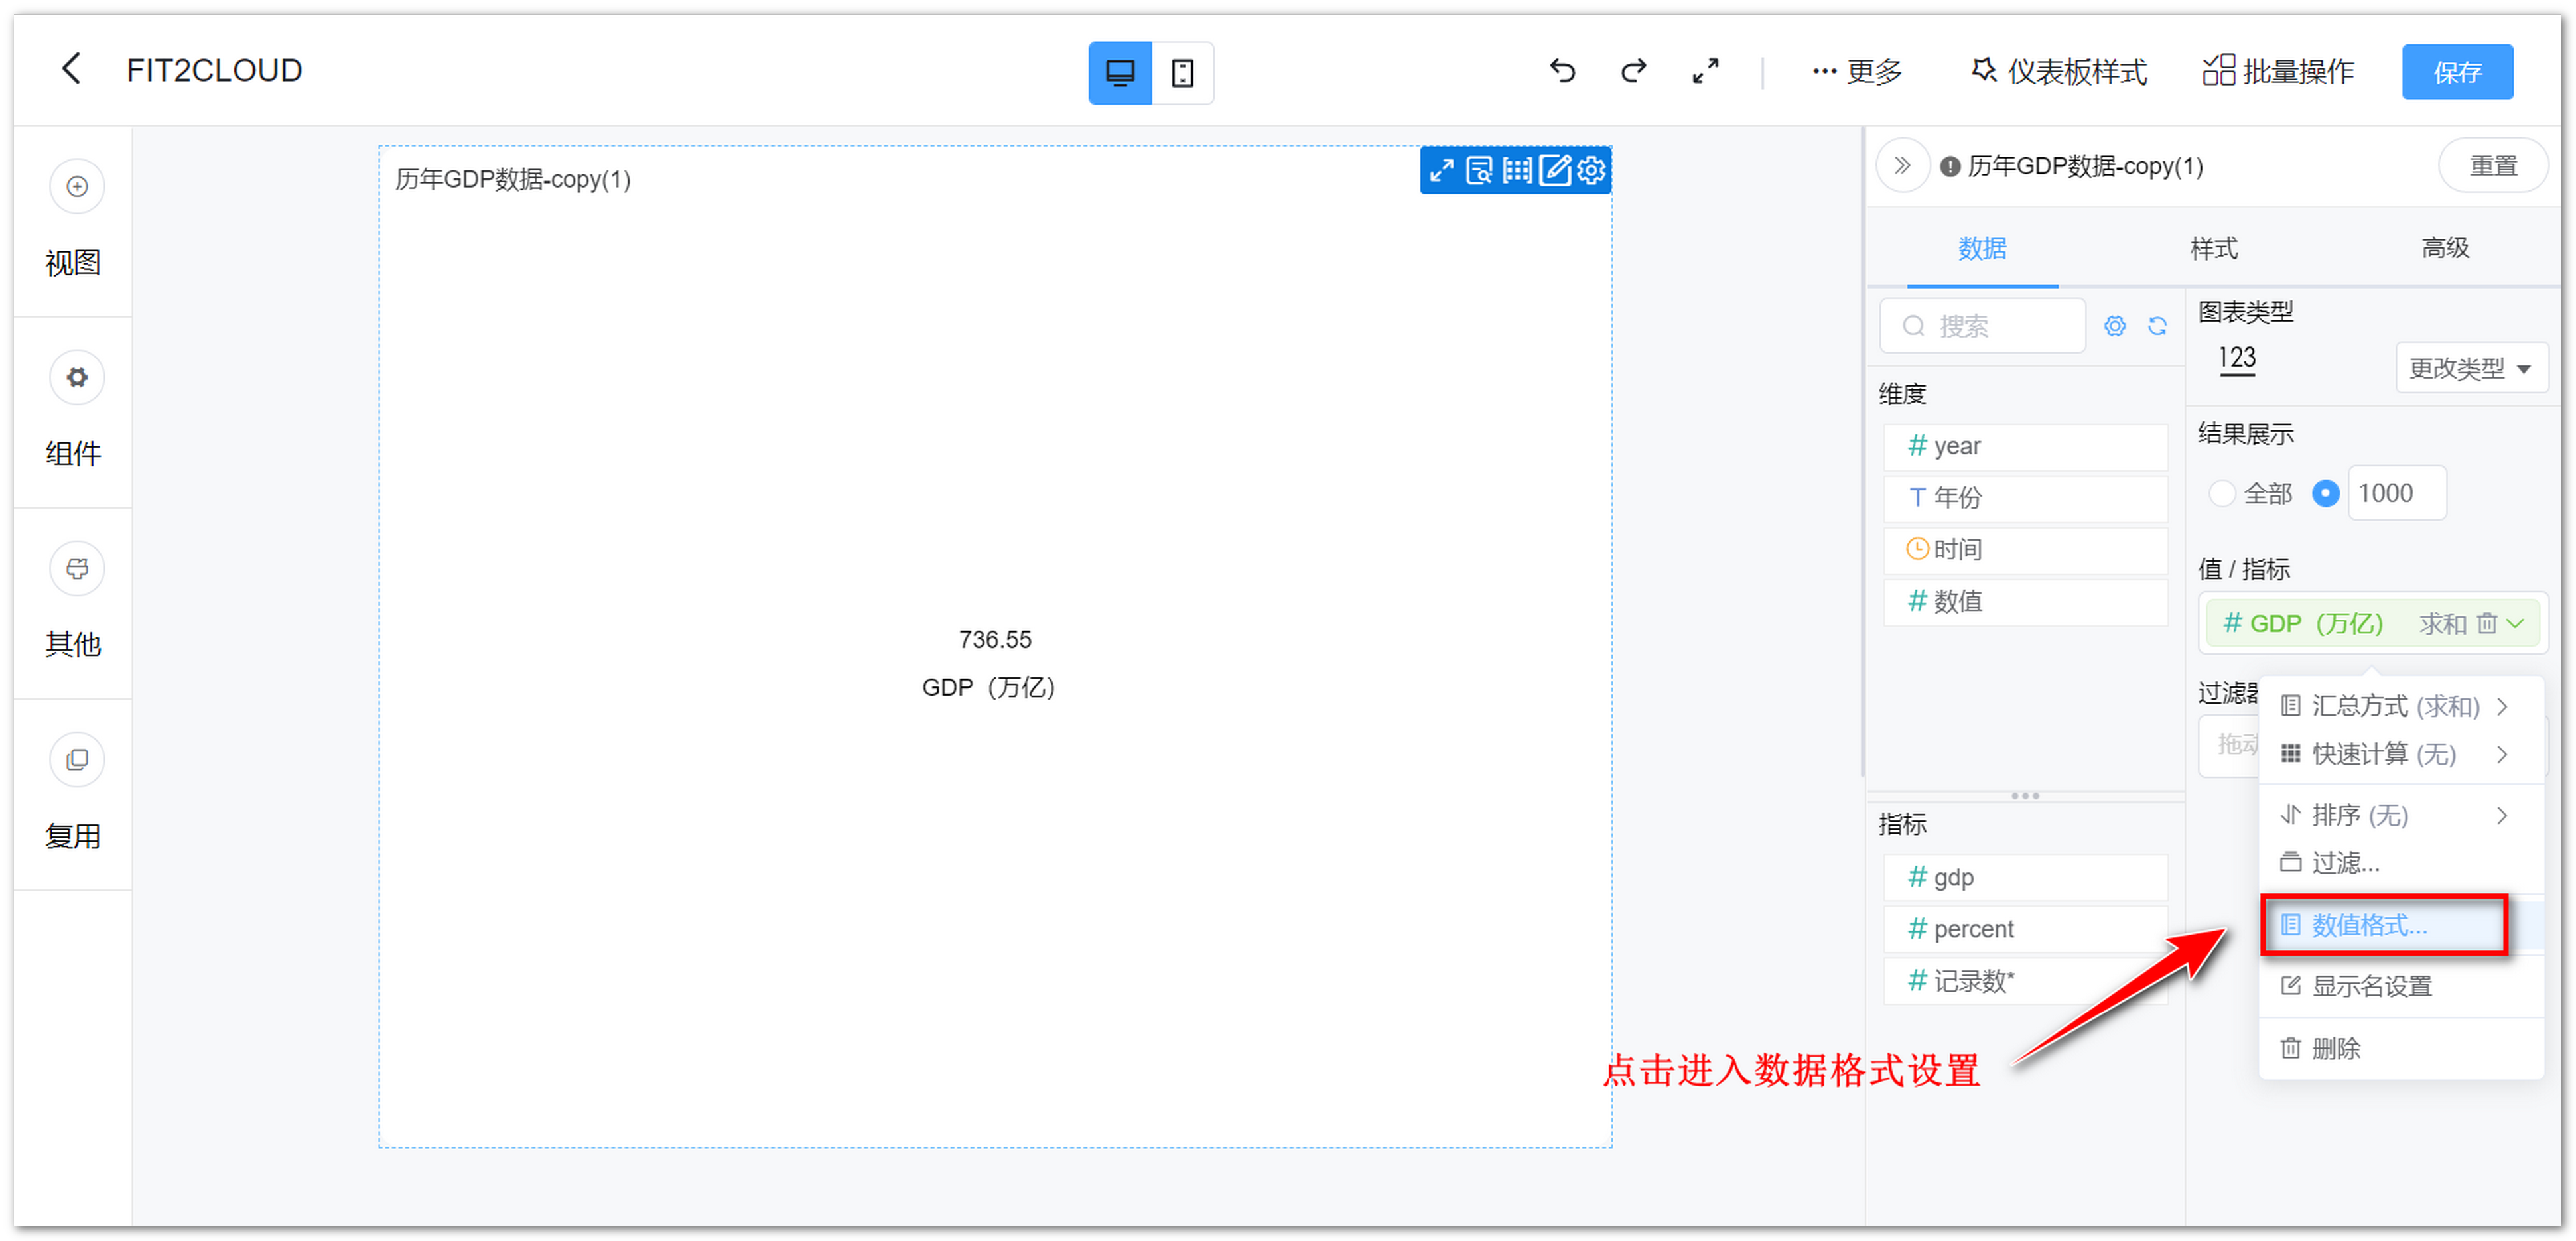 FIT2CLOUD
更多
仪表板样式
批量操作
保存
视图
组件
其他
复用
历年GDP数据-copy(1)
736.55
GDP（万亿）
历年GDP数据-copy(1)
重置
数据
样式
高级
搜索
维度
# year
T 年份
时间
# 数值
指标
# gdp
# percent
# 记录数*
图表类型
123
更改类型
结果展示
全部
1000
值 / 指标
# GDP（万亿） 求和
过滤器
拖动
汇总方式 (求和)
快速计算 (无)
排序 (无)
过滤...
数值格式...
显示名设置
删除
点击进入数据格式设置